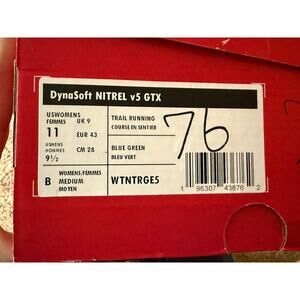 DynaSoft NITREL v5 GTX
USWOMENS
FEMMES
11
UK 9
EUR 43
USMENS
HOMMES
9½
CM 28
B
WOMENS/FEMMES
MEDIUM
MOYEN
TRAIL RUNNING
COURSE EN SENTIER
BLUE GREEN
BLEU VERT
WTNTRGE5
76
1 96307 43676 2